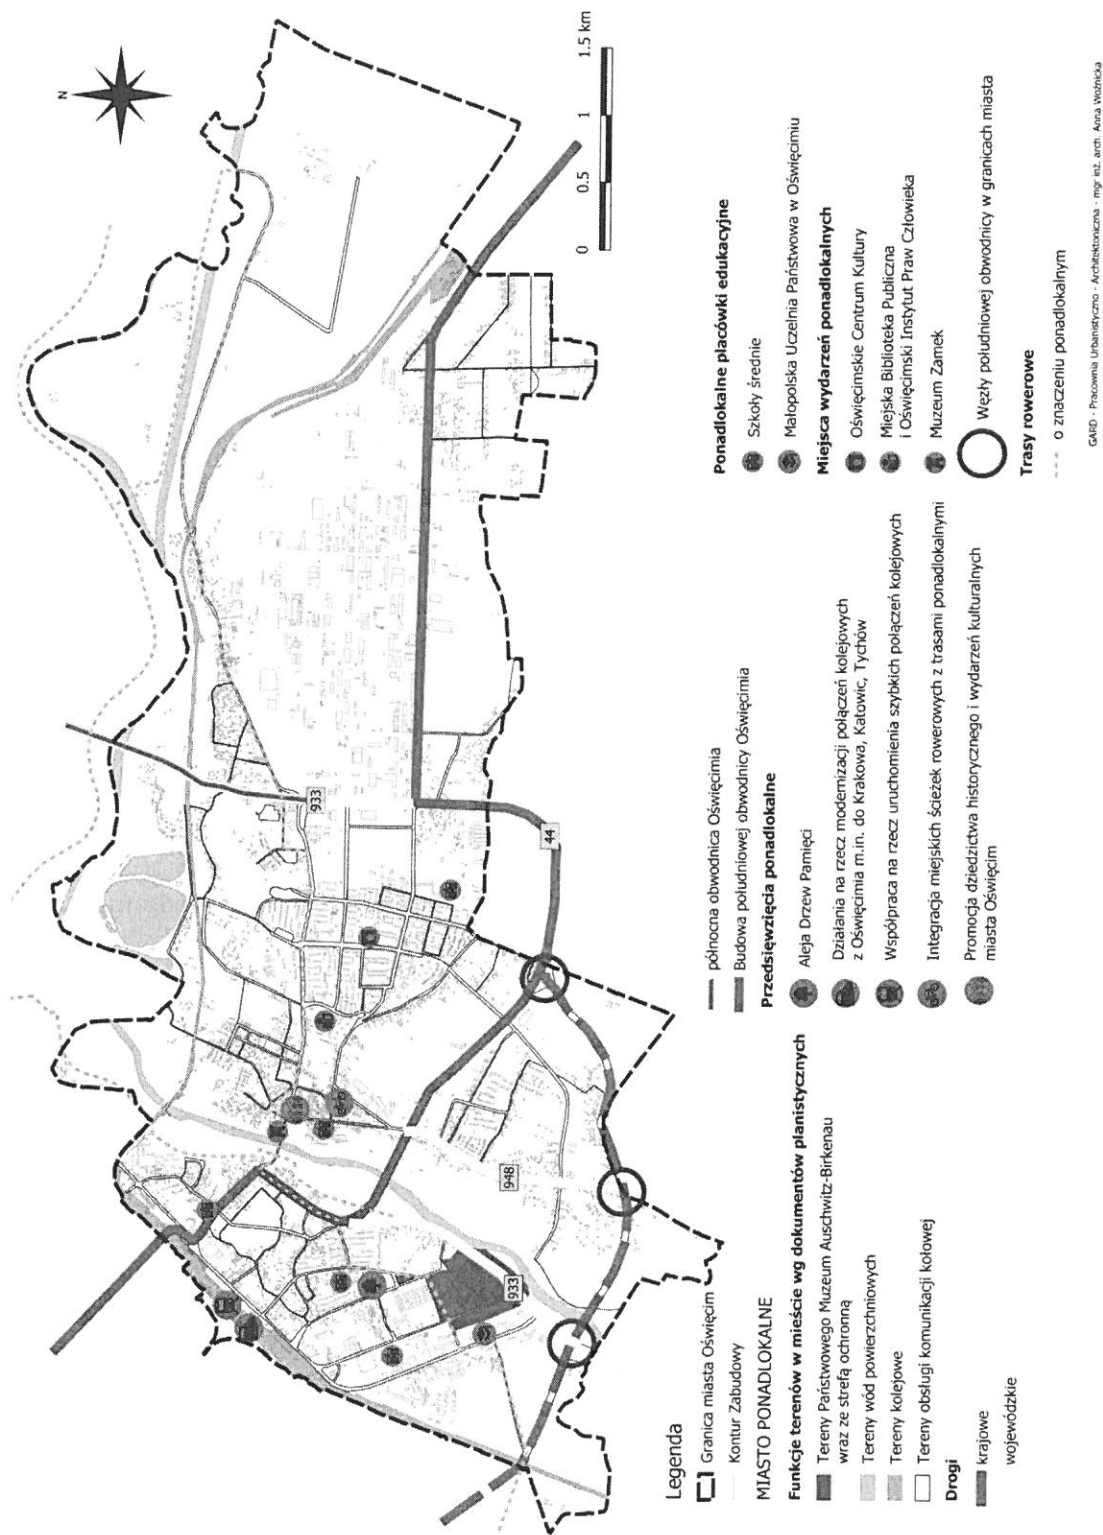 N
933
44
948
933
0 0.5 1 1.5 km
Legenda
Granica miasta Oświęcim
Kontur Zabudowy
MIASTO PONADLOKALNE
Funkcje terenów w mieście wg dokumentów planistycznych
Tereny Państwowego Muzeum Auschwitz-Birkenau
wraz ze strefą ochronną
Tereny wód powierzchniowych
Tereny kolejowe
Tereny obsługi komunikacji kołowej
Drogi
krajowe
wojewódzkie
północna obwodnica Oświęcimia
Budowa południowej obwodnicy Oświęcimia
Przedsięwzięcia ponadlokalne
Aleja Drzew Pamięci
Działania na rzecz modernizacji połączeń kolejowych
z Oświęcimia m.in. do Krakowa, Katowic, Tychów
Współpraca na rzecz uruchomienia szybkich połączeń kolejowych
Integracja miejskich ścieżek rowerowych z trasami ponadlokalnymi
Promocja dziedzictwa historycznego i wydarzeń kulturalnych
miasta Oświęcim
Ponadlokalne placówki edukacyjne
Szkoły średnie
Małopolska Uczelnia Państwowa w Oświęcimiu
Miejsca wydarzeń ponadlokalnych
Oświęcimskie Centrum Kultury
Miejska Biblioteka Publiczna
i Oświęcimski Instytut Praw Człowieka
Muzeum Zamek
Węzły południowej obwodnicy w granicach miasta
Trasy rowerowe
o znaczeniu ponadlokalnym
GARD - Pracownia Urbanistyczno - Architektoniczna - mgr inż. arch. Anna Woźnicka